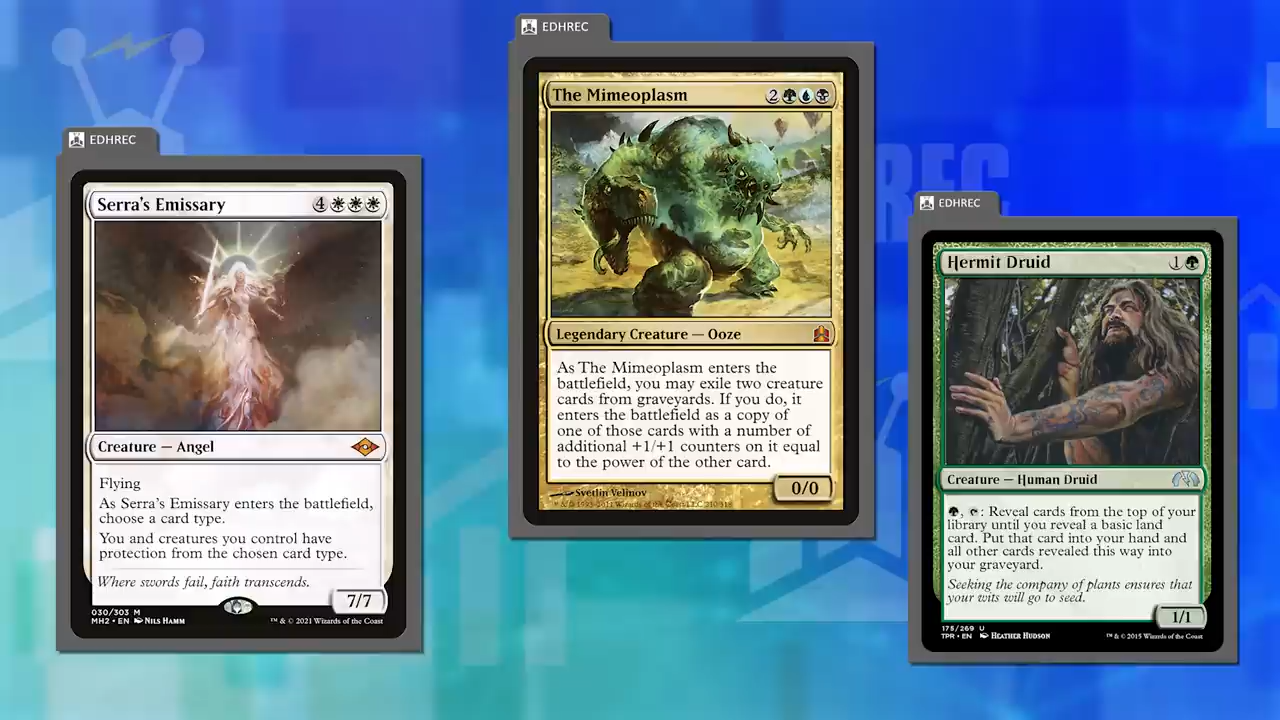 EDHREC
Serra's Emissary 4
Creature — Angel
Flying
As Serra's Emissary enters the battlefield,
choose a card type.
You and creatures you control have
protection from the chosen card type.
Where swords fail, faith transcends.
7/7
030/303 M
MH2 • EN NILS HAMM
™ & © 2021 Wizards of the Coast
EDHREC
The Mimeoplasm 2
Legendary Creature — Ooze
As The Mimeoplasm enters the
battlefield, you may exile two creature
cards from graveyards. If you do, it
enters the battlefield as a copy of
one of those cards with a number of
additional +1/+1 counters on it equal
to the power of the other card.
Svetlin Velinov
0/0
REC
EDHREC
Hermit Druid 1
Creature — Human Druid
: Reveal cards from the top of your
library until you reveal a basic land
card. Put that card into your hand and
all other cards revealed this way into
your graveyard.
Seeking the company of plants ensures that
your wits will go to seed.
1/1
175/269 U
TPR • EN HEATHER HUDSON
™ & © 2015 Wizards of the Coast